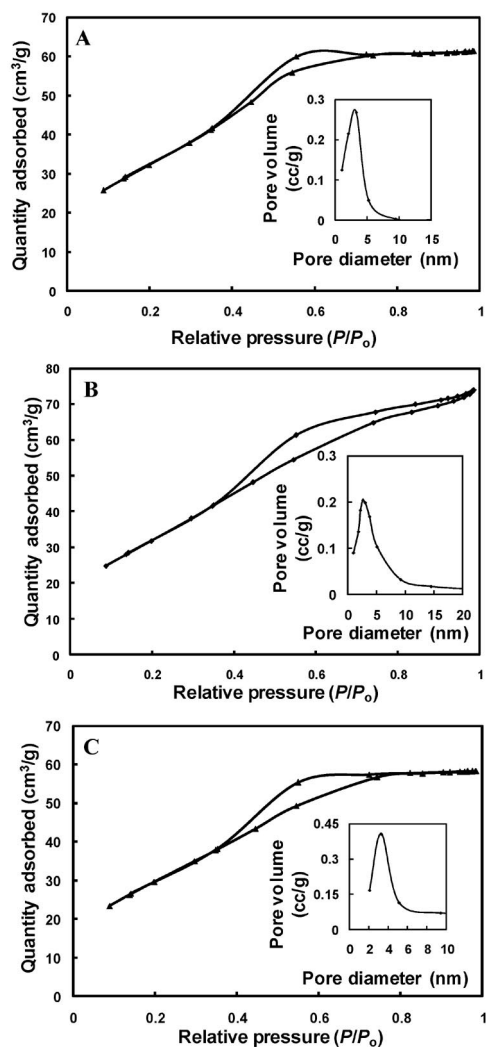 A
Quantity adsorbed (cm³/g)
70
60
50
40
30
20
10
0
0 0.2 0.4 0.6 0.8 1
Relative pressure (P/Pₒ)
Pore volume
(cc/g)
0.3
0.2
0.1
0
0 5 10 15
Pore diameter (nm)
B
Quantity adsorbed (cm³/g)
80
70
60
50
40
30
20
10
0
0 0.2 0.4 0.6 0.8 1
Relative pressure (P/Pₒ)
Pore volume
(cc/g)
0.3
0.2
0.1
0
0 5 10 15 20
Pore diameter (nm)
C
Quantity adsorbed (cm³/g)
70
60
50
40
30
20
10
0
0 0.2 0.4 0.6 0.8 1
Relative pressure (P/Pₒ)
Pore volume
(cc/g)
0.45
0.3
0.15
0
0 2 4 6 8 10
Pore diameter (nm)